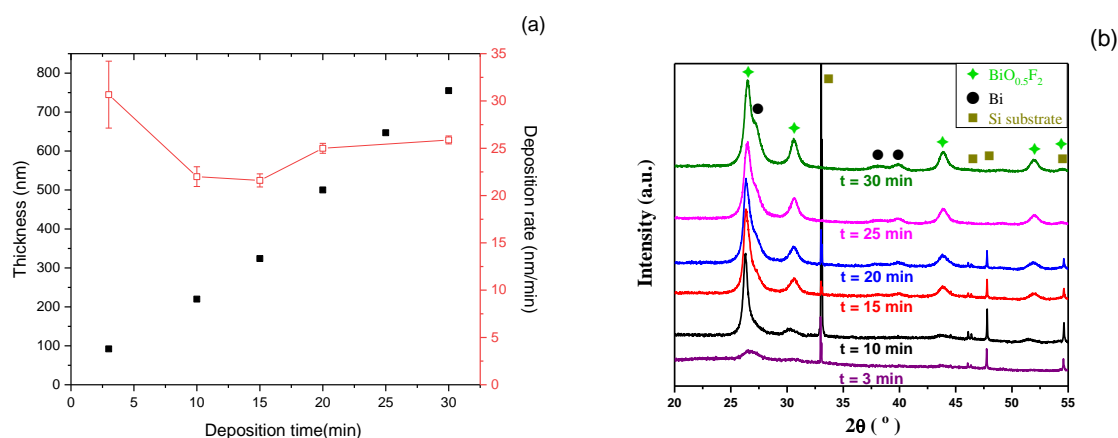 (a)
800
700
600
500
400
300
200
100
0
Thickness (nm)
0 5 10 15 20 25 30
Deposition time(min)
35
30
25
20
15
10
5
0
Deposition rate (nm/min)
(b)
BiO0.5F2
Bi
Si substrate
t = 30 min
t = 25 min
t = 20 min
t = 15 min
t = 10 min
t = 3 min
Intensity (a.u.)
20 25 30 35 40 45 50 55
2θ ( o )